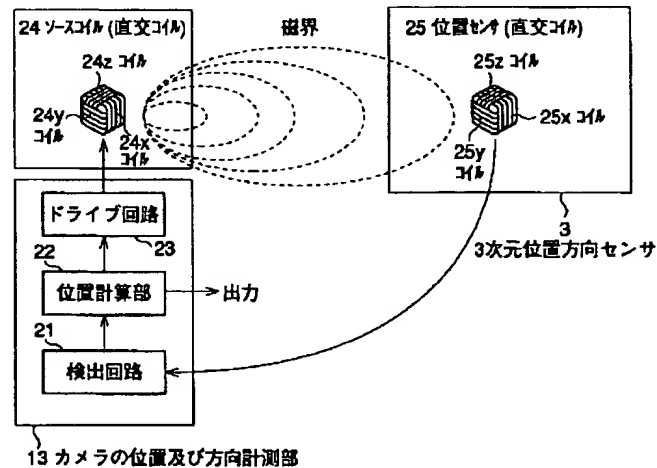 24 ソースコイル (直交コイル)
24z コイル
24y
コイル
24x
コイル
磁界
25 位置センサ (直交コイル)
25z コイル
25x コイル
25y
コイル
3
3次元位置方向センサ
ドライブ回路
23
22
位置計算部
出力
21
検出回路
13 カメラの位置及び方向計測部